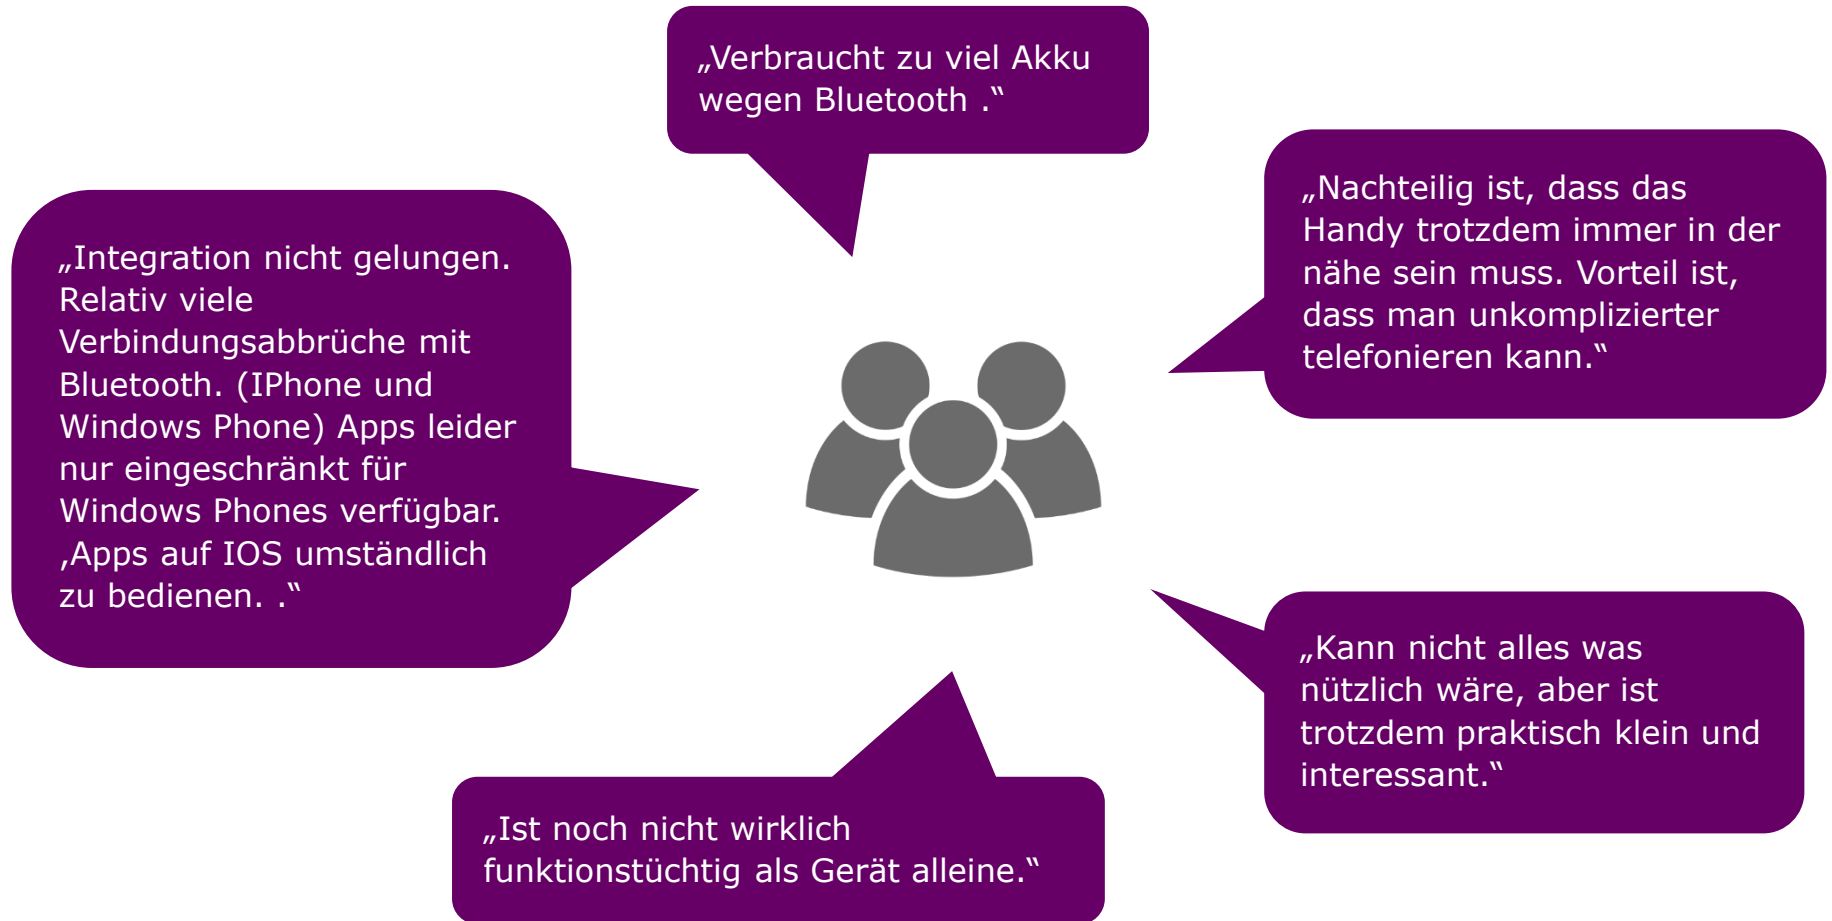 „Verbraucht zu viel Akku
wegen Bluetooth .“
„Integration nicht gelungen.
Relativ viele
Verbindungsabbrüche mit
Bluetooth. (IPhone und
Windows Phone) Apps leider
nur eingeschränkt für
Windows Phones verfügbar.
‚Apps auf IOS umständlich
zu bedienen. .“
„Nachteilig ist, dass das
Handy trotzdem immer in der
nähe sein muss. Vorteil ist,
dass man unkomplizierter
telefonieren kann.“
„Kann nicht alles was
nützlich wäre, aber ist
trotzdem praktisch klein und
interessant.“
„Ist noch nicht wirklich
funktionstüchtig als Gerät alleine.“